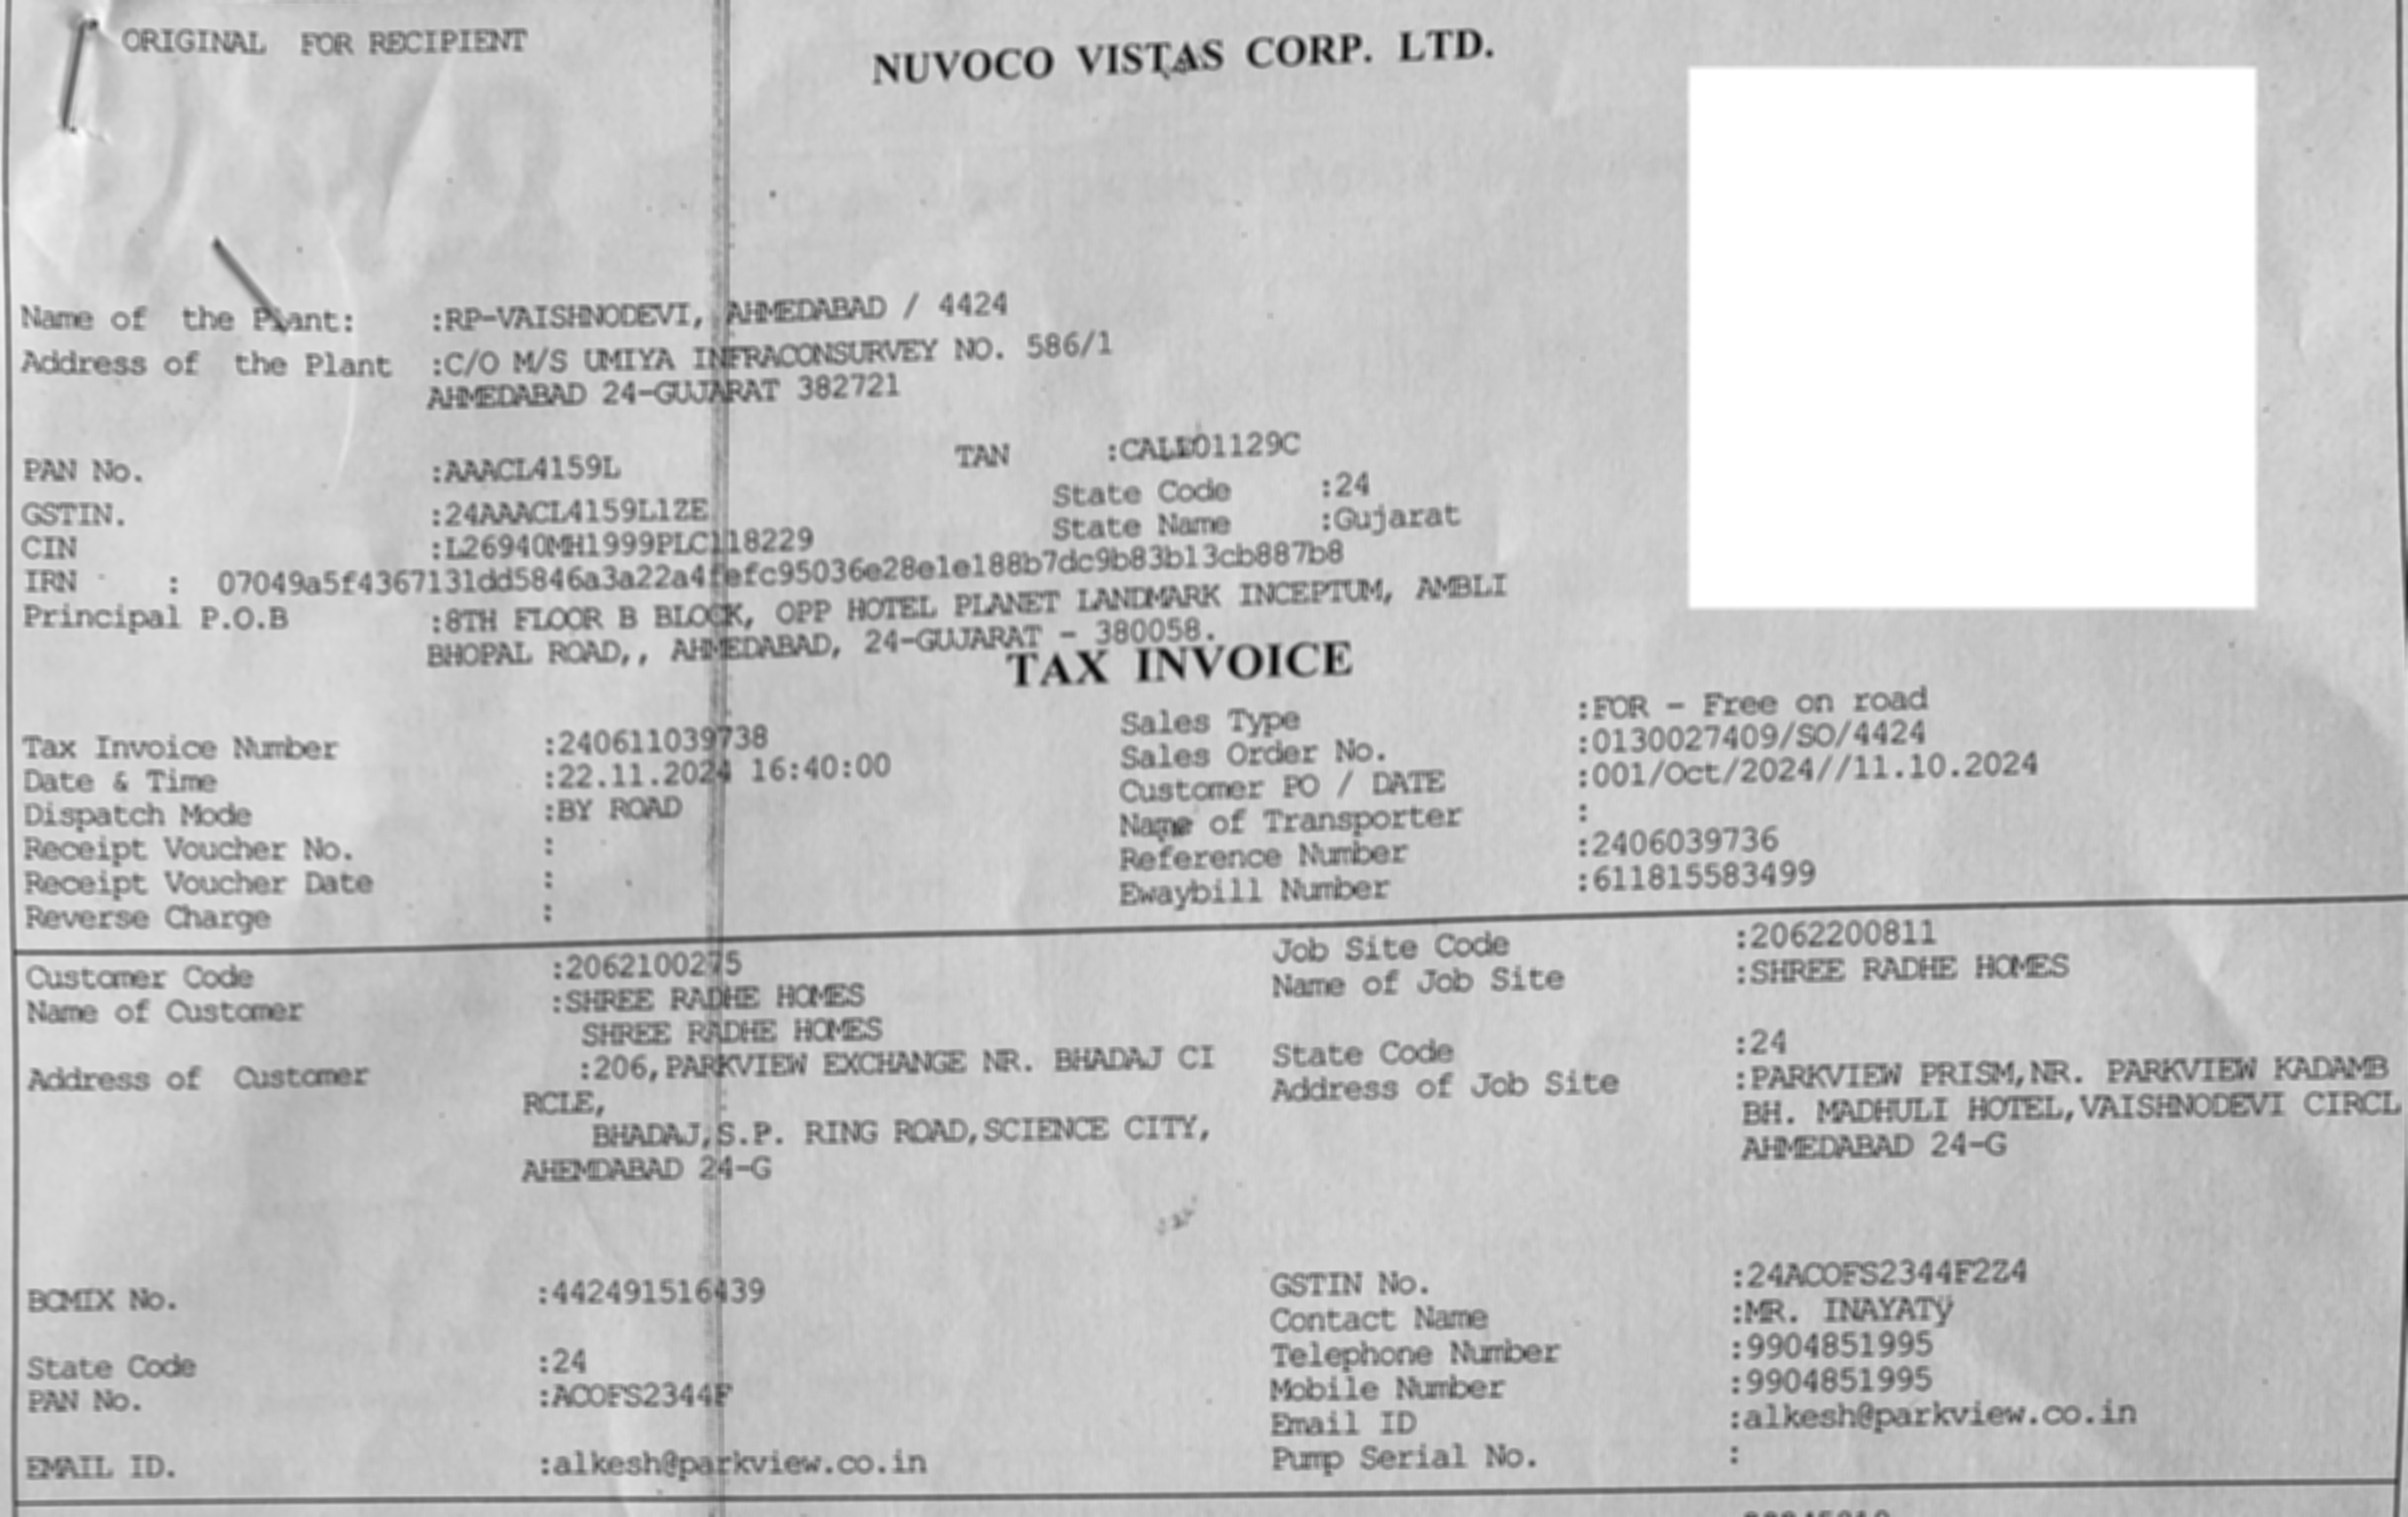 ORIGINAL FOR RECIPIENT
NUVOCO VISTAS CORP. LTD.
Name of the Plant: :RP-VAISHNODEVI, AHMEDABAD / 4424
Address of the Plant :C/O M/S UMIYA INFRACONSURVEY NO. 586/1
AHMEDABAD 24-GUJARAT 382721
PAN No. :AAACL4159L TAN :CALE01129C
GSTIN. :24AAACL4159L1ZE State Code :24
CIN :L26940MH1999PLC118229 State Name :Gujarat
IRN : 07049a5f4367131dd5846a3a22a4fefc95036e28e1e188b7dc9b83b13cb887b8
Principal P.O.B :8TH FLOOR B BLOCK, OPP HOTEL PLANET LANDMARK INCEPTUM, AMBLI
BHOPAL ROAD,, AHMEDABAD, 24-GUJARAT - 380058.
TAX INVOICE
Tax Invoice Number :240611039738 Sales Type :FOR - Free on road
Date & Time :22.11.2024 16:40:00 Sales Order No. :0130027409/SO/4424
Dispatch Mode :BY ROAD Customer PO / DATE :001/Oct/2024//11.10.2024
Receipt Voucher No. : Name of Transporter :
Receipt Voucher Date : Reference Number :2406039736
Reverse Charge : Ewaybill Number :611815583499
Customer Code :2062100275 Job Site Code :2062200811
Name of Customer :SHREE RADHE HOMES Name of Job Site :SHREE RADHE HOMES
SHREE RADHE HOMES
Address of Customer :206,PARKVIEW EXCHANGE NR. BHADAJ CI State Code :24
RCLE, Address of Job Site :PARKVIEW PRISM,NR. PARKVIEW KADAMB
BHADAJ,S.P. RING ROAD,SCIENCE CITY, BH. MADHULI HOTEL,VAISHNODEVI CIRCL
AHEMDABAD 24-G AHMEDABAD 24-G
BCMIX No. :442491516439 GSTIN No. :24ACOFS2344F2Z4
Contact Name :MR. INAYATy
State Code :24 Telephone Number :9904851995
PAN No. :ACOFS2344F Mobile Number :9904851995
Email ID :alkesh@parkview.co.in
EMAIL ID. :alkesh@parkview.co.in Pump Serial No. :